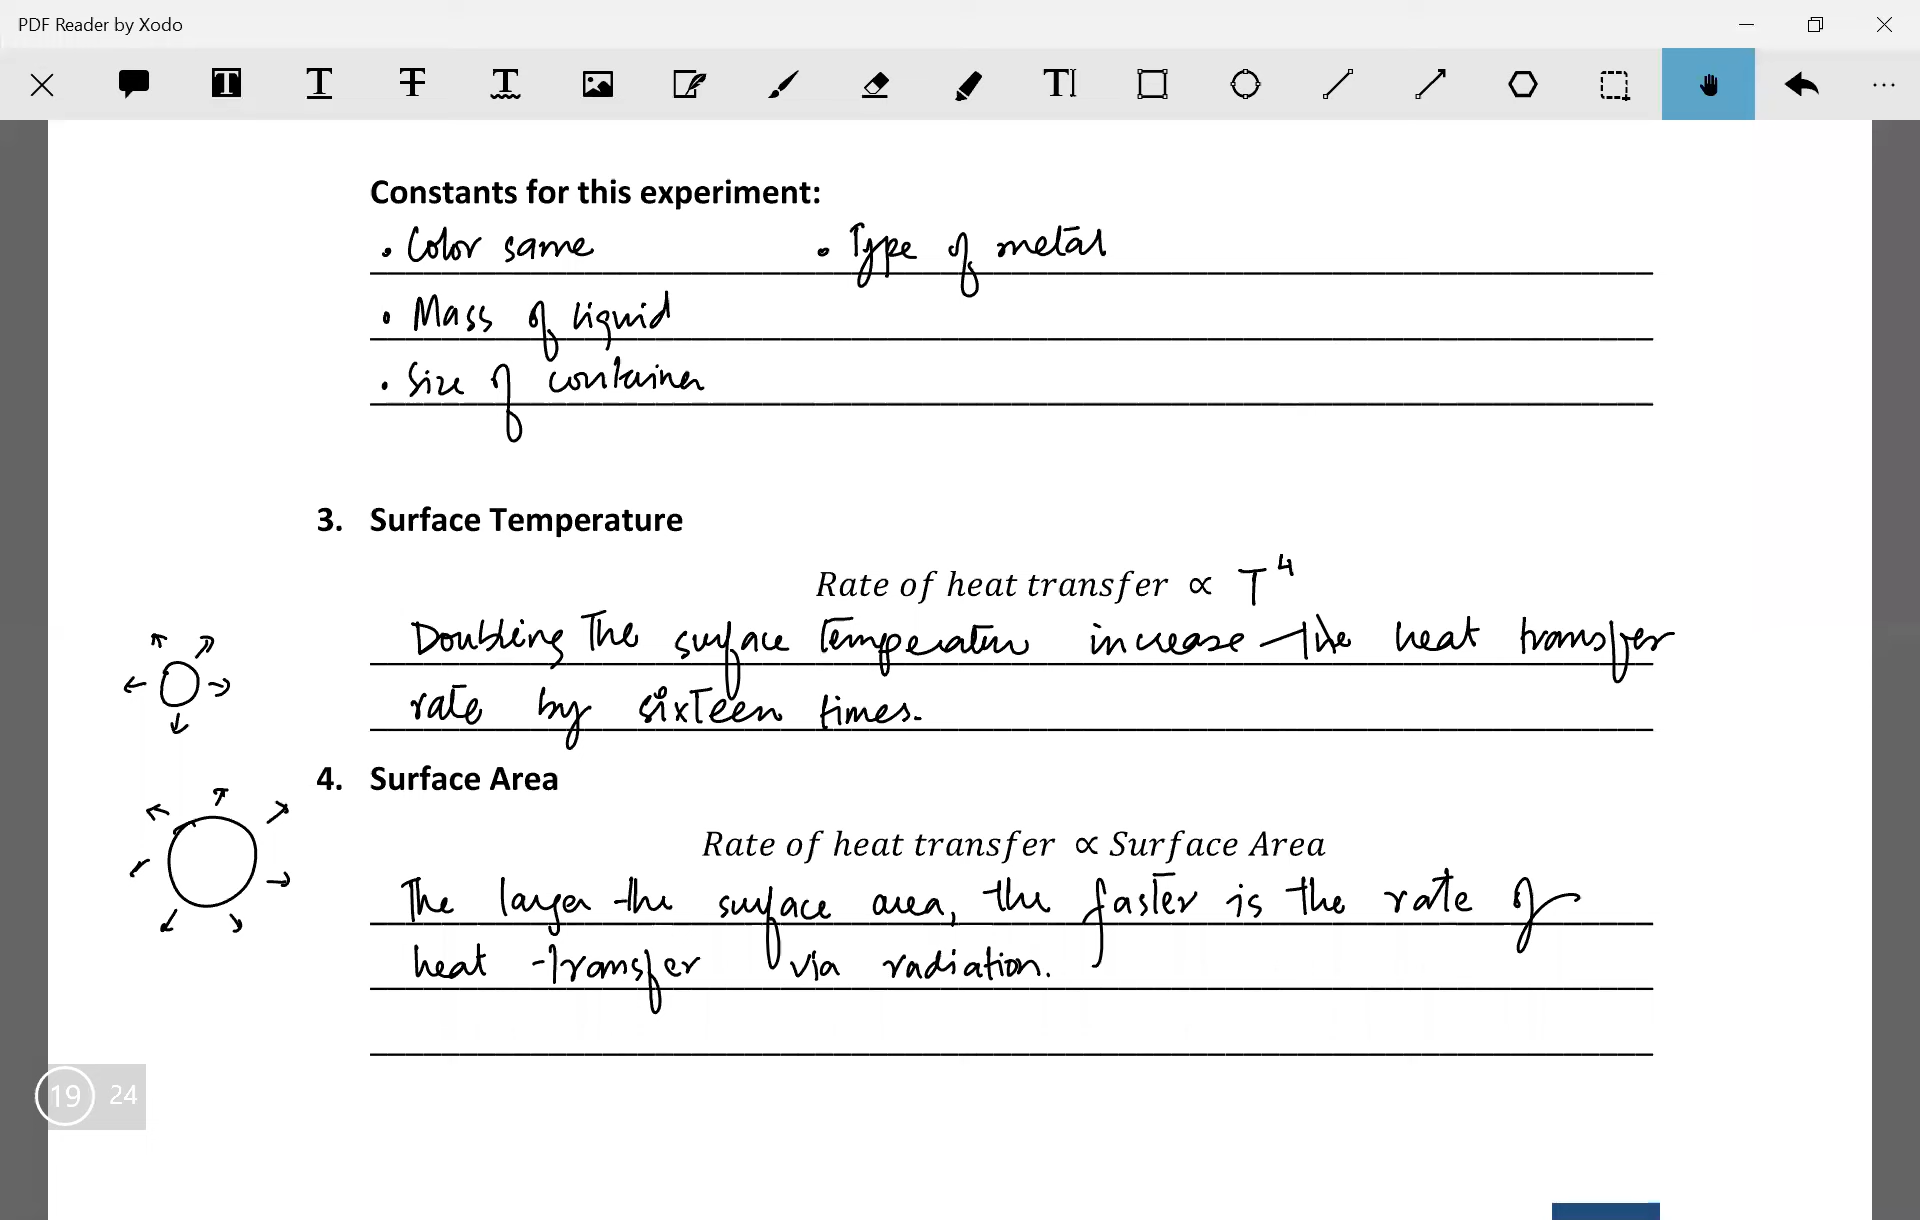 PDF Reader by Xodo
Constants for this experiment:
• Color same • Type of metal
• Mass of liquid
• Size of container
3. Surface Temperature
Rate of heat transfer ∝ T⁴
Doubling the surface temperature increase the heat transfer
rate by sixteen times.
4. Surface Area
Rate of heat transfer ∝ Surface Area
The larger the surface area, the faster is the rate of
heat transfer via radiation.
19 24